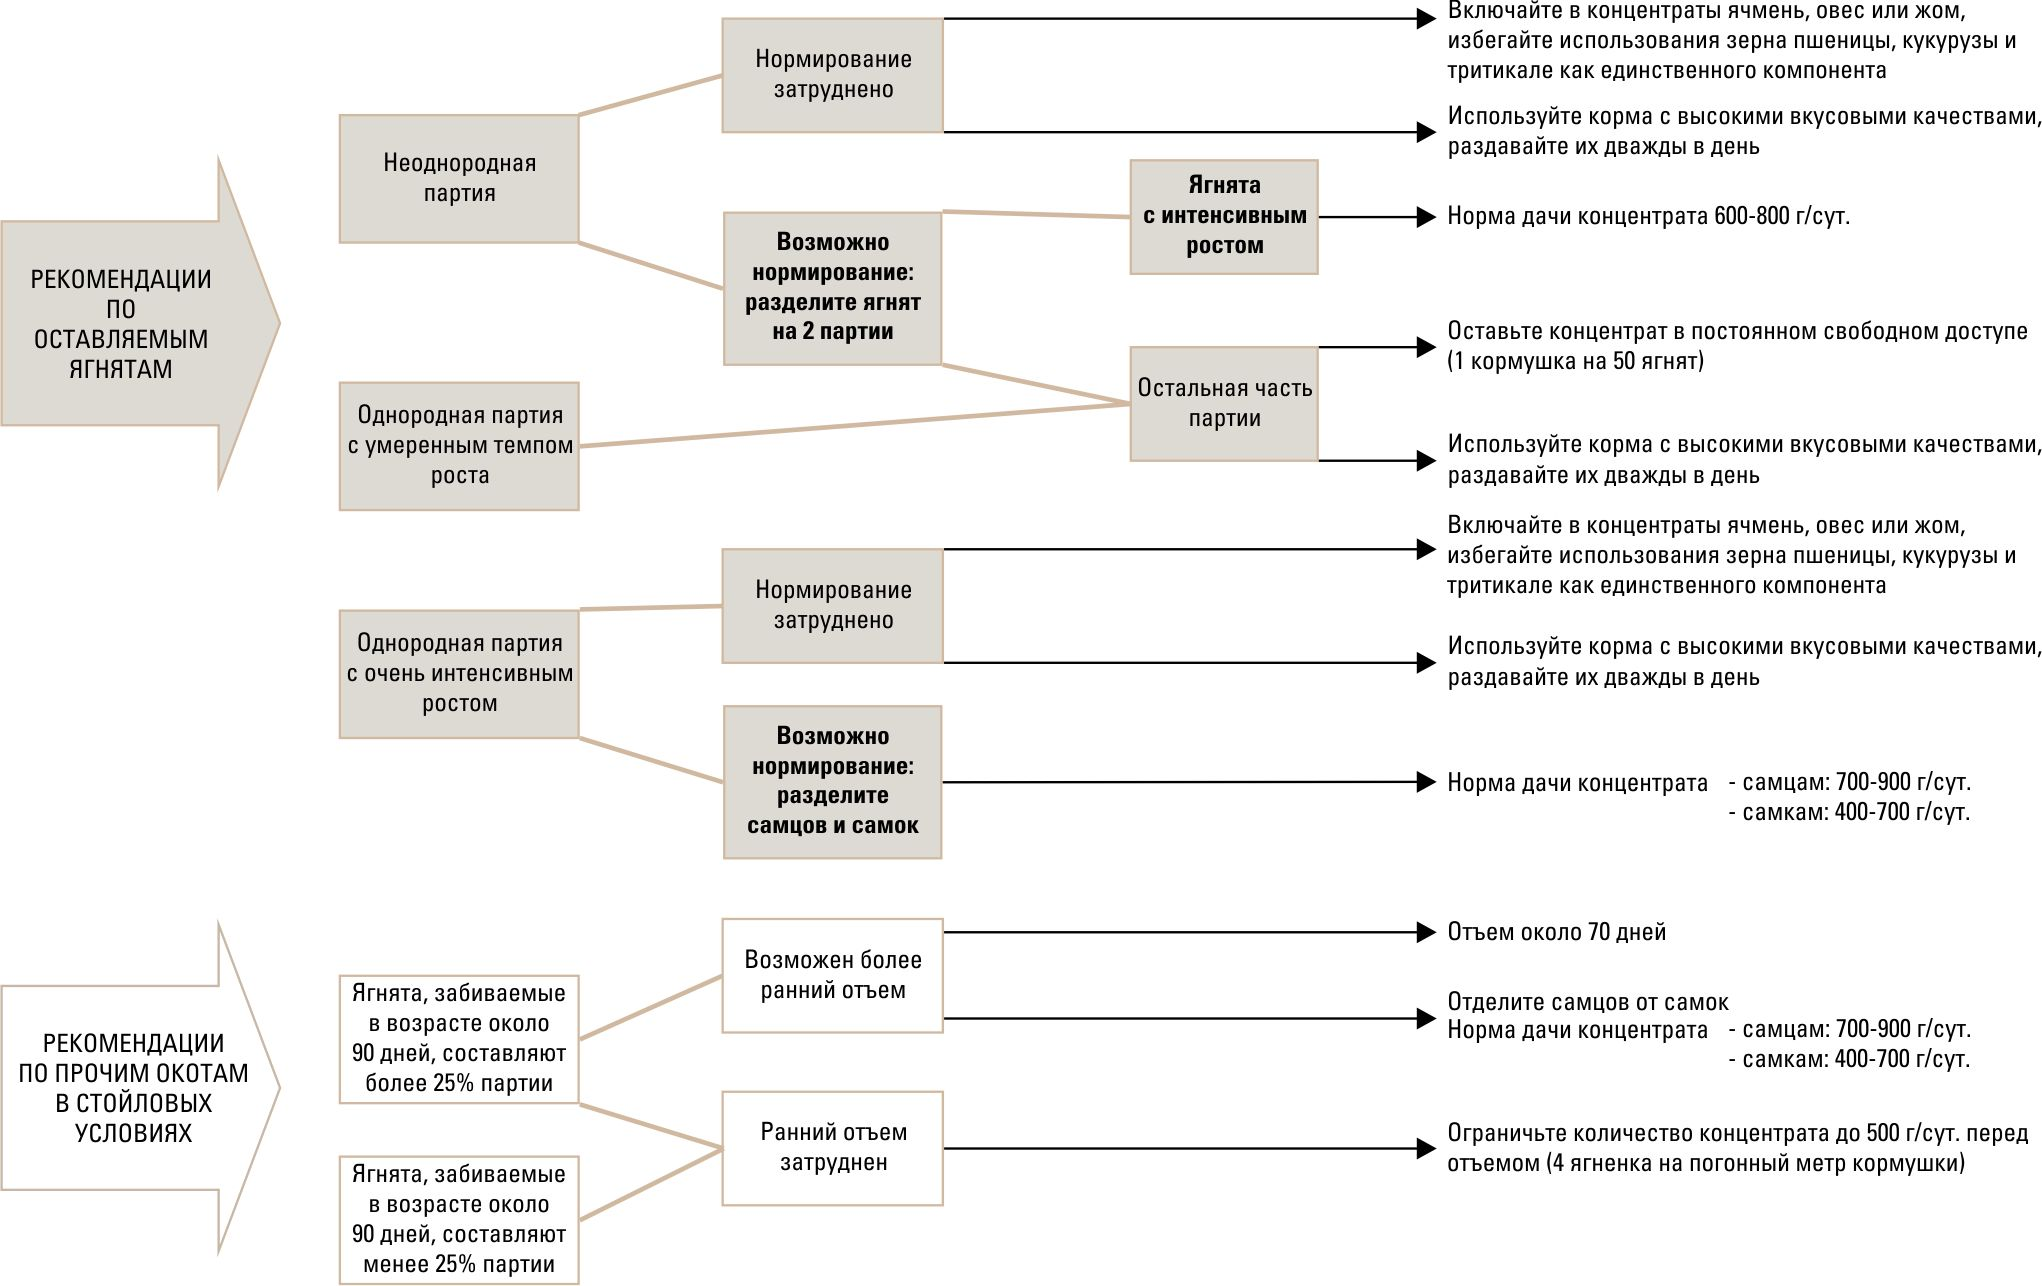 РЕКОМЕНДАЦИИ
ПО
ОСТАВЛЯЕМЫМ
ЯГНЯТАМ
Неоднородная
партия
Нормирование
затруднено
Включайте в концентраты ячмень, овес или жом,
избегайте использования зерна пшеницы, кукурузы и
тритикале как единственного компонента
Используйте корма с высокими вкусовыми качествами,
раздавайте их дважды в день
Возможно
нормирование:
разделите ягнят
на 2 партии
Ягнята
с интенсивным
ростом
Норма дачи концентрата 600-800 г/сут.
Однородная партия
с умеренным темпом
роста
Остальная часть
партии
Оставьте концентрат в постоянном свободном доступе
(1 кормушка на 50 ягнят)
Используйте корма с высокими вкусовыми качествами,
раздавайте их дважды в день
Однородная партия
с очень интенсивным
ростом
Нормирование
затруднено
Включайте в концентраты ячмень, овес или жом,
избегайте использования зерна пшеницы, кукурузы и
тритикале как единственного компонента
Используйте корма с высокими вкусовыми качествами,
раздавайте их дважды в день
Возможно
нормирование:
разделите
самцов и самок
Норма дачи концентрата - самцам: 700-900 г/сут.
- самкам: 400-700 г/сут.
РЕКОМЕНДАЦИИ
ПО ПРОЧИМ ОКОТАМ
В СТОЙЛОВЫХ
УСЛОВИЯХ
Ягнята, забиваемые
в возрасте около
90 дней, составляют
более 25% партии
Возможен более
ранний отъем
Отъем около 70 дней
Отделите самцов от самок
Норма дачи концентрата - самцам: 700-900 г/сут.
- самкам: 400-700 г/сут.
Ягнята, забиваемые
в возрасте около
90 дней, составляют
менее 25% партии
Ранний отъем
затруднен
Ограничьте количество концентрата до 500 г/сут. перед
отъемом (4 ягненка на погонный метр кормушки)